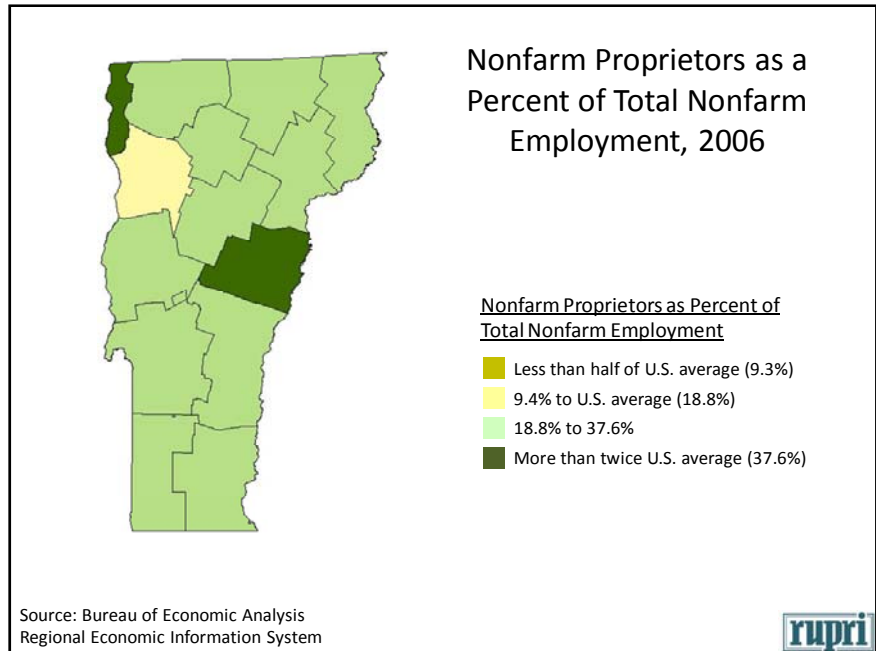 Nonfarm Proprietors as a
Percent of Total Nonfarm
Employment, 2006
Nonfarm Proprietors as Percent of
Total Nonfarm Employment
Less than half of U.S. average (9.3%)
9.4% to U.S. average (18.8%)
18.8% to 37.6%
More than twice U.S. average (37.6%)
Source: Bureau of Economic Analysis
Regional Economic Information System
rupri